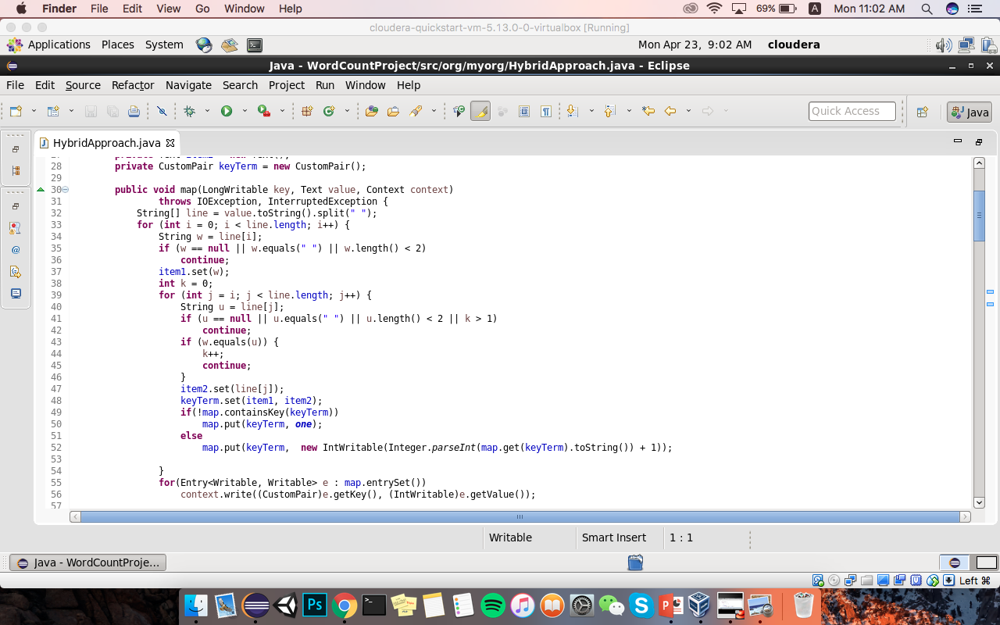 Finder File Edit View Go Window Help 69% A Mon 11:02 AM
cloudera-quickstart-vm-5.13.0-0-virtualbox [Running]
Applications Places System Mon Apr 23, 9:02 AM cloudera
Java - WordCountProject/src/org/myorg/HybridApproach.java - Eclipse
File Edit Source Refactor Navigate Search Project Run Window Help
Quick Access Java
HybridApproach.java
28 private CustomPair keyTerm = new CustomPair();
29
30 public void map(LongWritable key, Text value, Context context)
31 throws IOException, InterruptedException {
32 String[] line = value.toString().split(" ");
33 for (int i = 0; i < line.length; i++) {
34 String w = line[i];
35 if (w == null || w.equals(" ") || w.length() < 2)
36 continue;
37 item1.set(w);
38 int k = 0;
39 for (int j = i; j < line.length; j++) {
40 String u = line[j];
41 if (u == null || u.equals(" ") || u.length() < 2 || k > 1)
42 continue;
43 if (w.equals(u)) {
44 k++;
45 continue;
46 }
47 item2.set(line[j]);
48 keyTerm.set(item1, item2);
49 if(!map.containsKey(keyTerm))
50 map.put(keyTerm, one);
51 else
52 map.put(keyTerm,  new IntWritable(Integer.parseInt(map.get(keyTerm).toString()) + 1));
53
54 }
55 for(Entry<Writable, Writable> e : map.entrySet())
56 context.write((CustomPair)e.getKey(), (IntWritable)e.getValue());
57
Writable Smart Insert 1 : 1
Java - WordCountProje...
Left ⌘
Ps